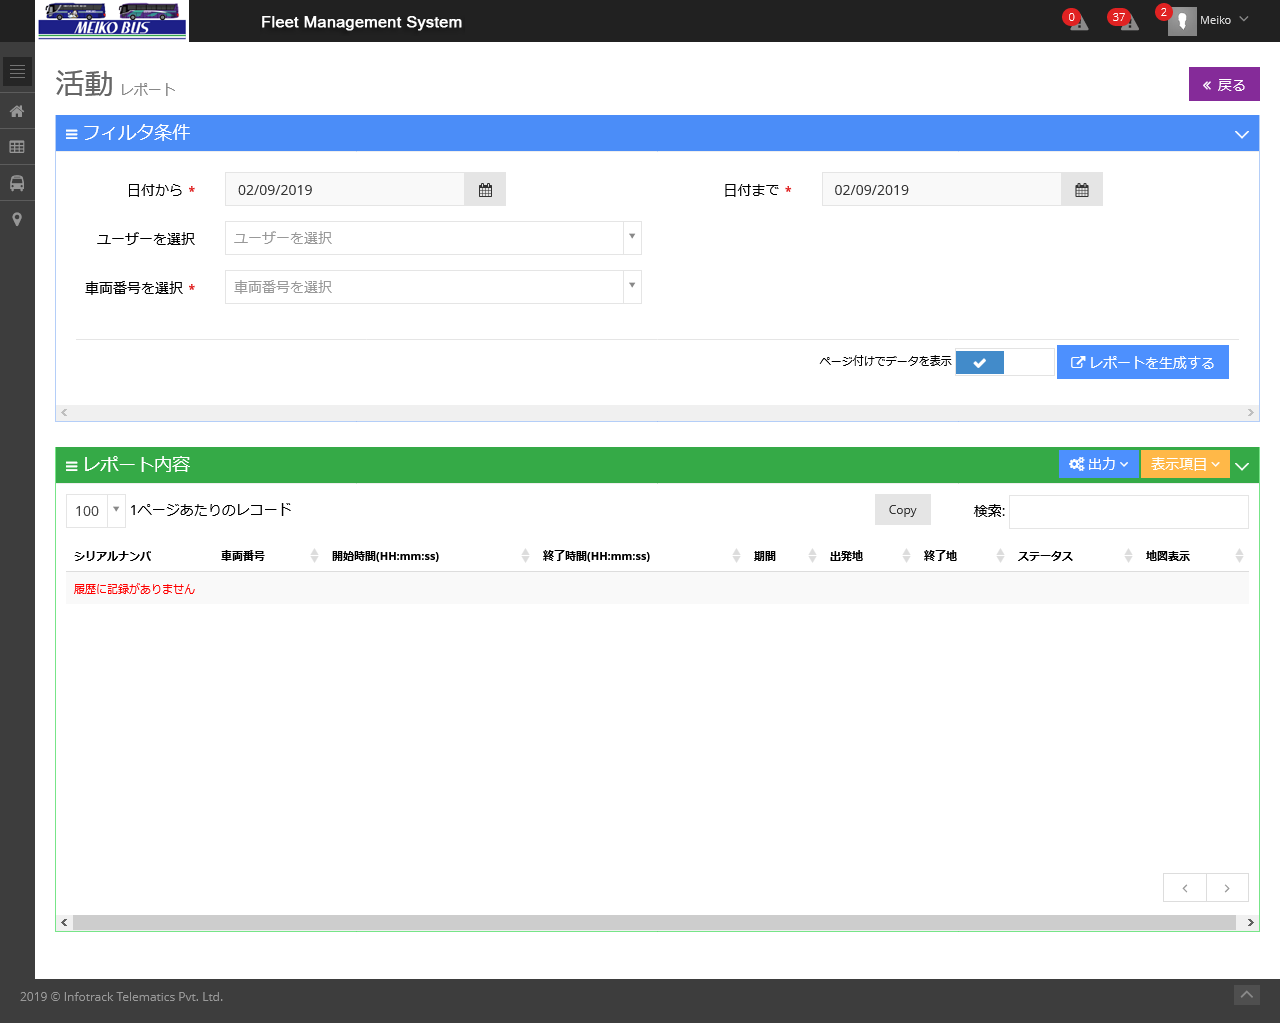 MEIKO BUS
Fleet Management System
0
37
2
Meiko
活動 レポート
戻る
フィルタ条件
日付から *
02/09/2019
日付まで *
02/09/2019
ユーザーを選択
ユーザーを選択
車両番号を選択 *
車両番号を選択
ページ付けでデータを表示
レポートを生成する
レポート内容
出力
表示項目
100
1ページあたりのレコード
Copy
検索:
シリアルナンバ 車両番号 開始時間(HH:mm:ss) 終了時間(HH:mm:ss) 期間 出発地 終了地 ステータス 地図表示
履歴に記録がありません
2019 © Infotrack Telematics Pvt. Ltd.